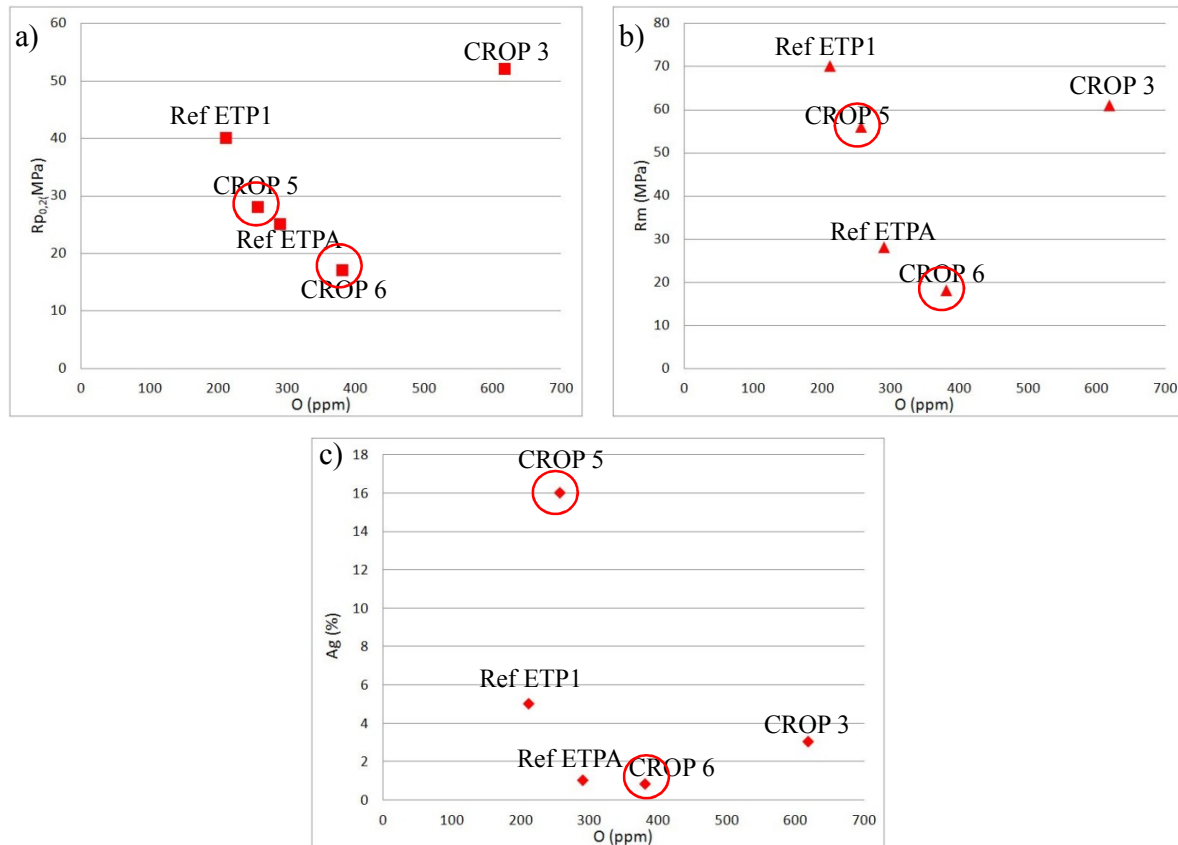 a)
60
50
40
30
20
10
0
Rp0,2(MPa)
CROP 3
Ref ETP1
CROP 5
Ref ETPA
CROP 6
0 100 200 300 400 500 600 700
O (ppm)
b)
80
70
60
50
40
30
20
10
0
Rm (MPa)
Ref ETP1
CROP 3
CROP 5
Ref ETPA
CROP 6
0 100 200 300 400 500 600 700
O (ppm)
c)
18
16
14
12
10
8
6
4
2
0
Ag (%)
CROP 5
Ref ETP1
CROP 3
Ref ETPA
CROP 6
0 100 200 300 400 500 600 700
O (ppm)